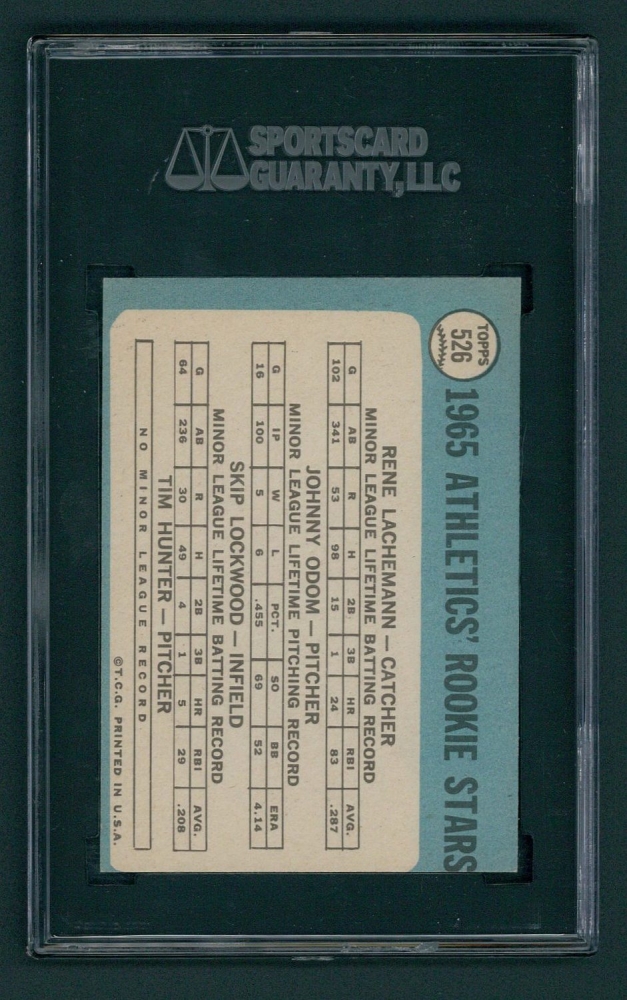 SPORTSCARD
GUARANTY, LLC
TOPPS
526
1965 ATHLETICS' ROOKIE STARS
RENE LACHEMANN — CATCHER
MINOR LEAGUE LIFETIME BATTING RECORD
G AB R H 2B 3B HR RBI AVG.
102 341 53 98 15 1 24 83 .287
JOHNNY ODOM — PITCHER
MINOR LEAGUE LIFETIME PITCHING RECORD
G IP W L PCT. SO BB ERA
16 100 5 6 .455 69 52 4.14
SKIP LOCKWOOD — INFIELD
MINOR LEAGUE LIFETIME BATTING RECORD
G AB R H 2B 3B HR RBI AVG.
64 236 30 49 4 1 5 29 .208
TIM HUNTER — PITCHER
NO MINOR LEAGUE RECORD
©T.C.G. PRINTED IN U.S.A.